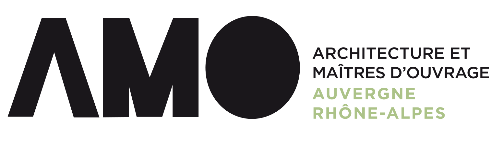 AMO
ARCHITECTURE ET
MAÎTRES D'OUVRAGE
AUVERGNE
RHÔNE-ALPES